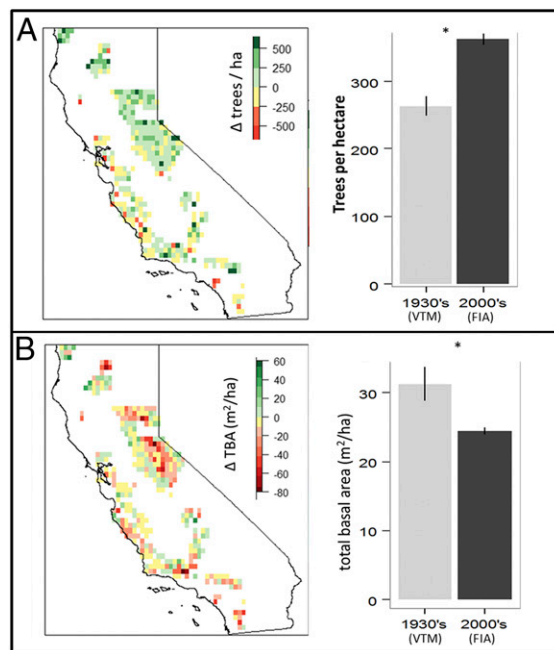 A
Δ trees / ha
500
250
0
-250
-500
*
Trees per hectare
300
200
100
0
1930's
(VTM)
2000's
(FIA)
B
Δ TBA (m²/ha)
60
40
20
0
-20
-40
-60
-80
*
total basal area (m²/ha)
30
20
10
0
1930's
(VTM)
2000's
(FIA)